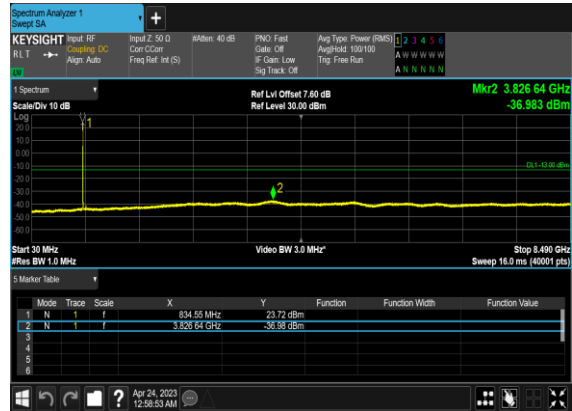 Spectrum Analyzer 1
Swept SA
+
KEYSIGHT Input: RF Input Z: 50 Ω #Atten: 40 dB PNO: Fast Avg Type: Power (RMS) 1 2 3 4 5 6
RLT Coupling: DC Corr CCorr Gate: Off Avg|Hold: 100/100 A W W W W W
Align: Auto Freq Ref: Int (S) IF Gain: Low Trig: Free Run
Sig Track: Off A N N N N N
1 Spectrum Ref Lvl Offset 7.60 dB Mkr2 3.826 64 GHz
Scale/Div 10 dB Ref Level 30.00 dBm -36.983 dBm
Log
1
20.0
10.0
0.00
-10.0
DL1 -13.00 dBm
-20.0
-30.0
2
-40.0
-50.0
-60.0
Start 30 MHz Video BW 3.0 MHz* Stop 8.490 GHz
#Res BW 1.0 MHz Sweep 16.0 ms (40001 pts)
5 Marker Table
Mode Trace Scale X Y Function Function Width Function Value
1 N 1 f 834.55 MHz 23.72 dBm
2 N 1 f 3.826 64 GHz -36.98 dBm
3
4
5
6
? Apr 24, 2023
12:58:53 AM